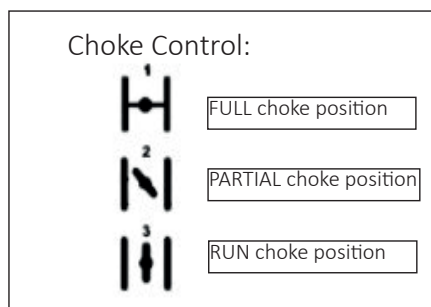 Choke Control:
1
FULL choke position
2
PARTIAL choke position
3
RUN choke position